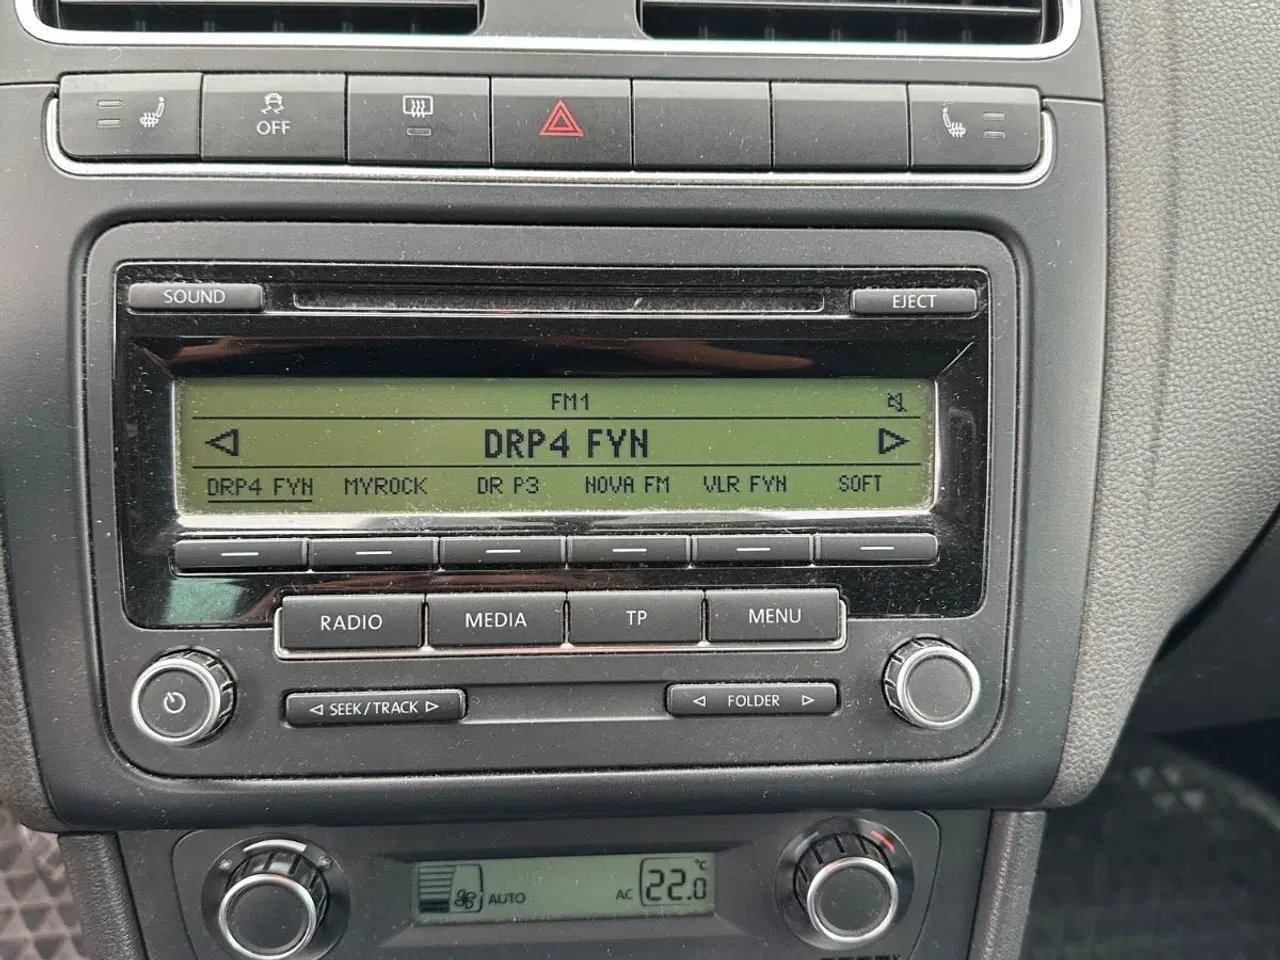 OFF
SOUND
EJECT
FM1
DRP4 FYN
DRP4 FYN MYROCK DR P3 NOVA FM VLR FYN SOFT
RADIO MEDIA TP MENU
SEEK/TRACK FOLDER
AUTO AC 22.0 °C